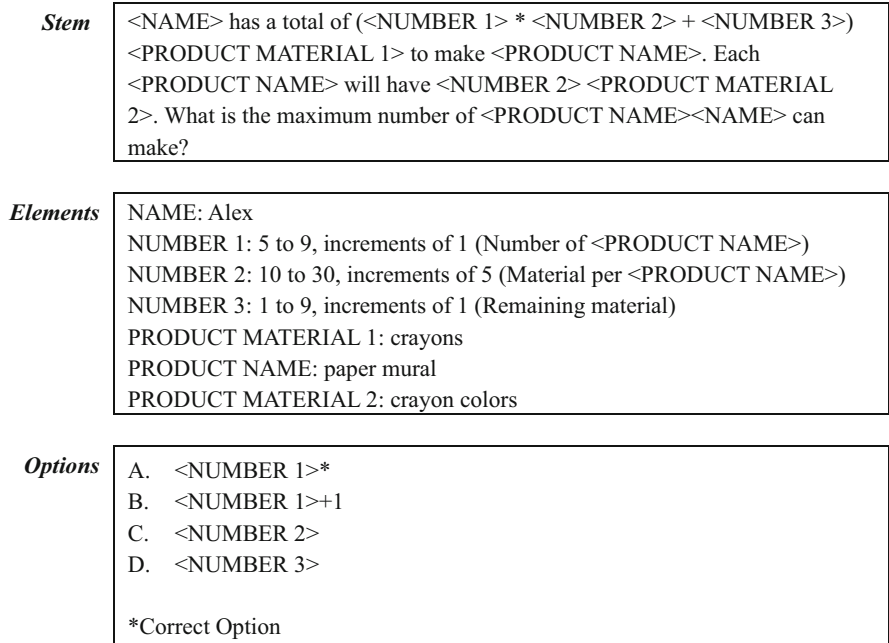 Stem
<NAME> has a total of (<NUMBER 1> * <NUMBER 2> + <NUMBER 3>)
<PRODUCT MATERIAL 1> to make <PRODUCT NAME>. Each
<PRODUCT NAME> will have <NUMBER 2> <PRODUCT MATERIAL
2>. What is the maximum number of <PRODUCT NAME><NAME> can
make?
Elements
NAME: Alex
NUMBER 1: 5 to 9, increments of 1 (Number of <PRODUCT NAME>)
NUMBER 2: 10 to 30, increments of 5 (Material per <PRODUCT NAME>)
NUMBER 3: 1 to 9, increments of 1 (Remaining material)
PRODUCT MATERIAL 1: crayons
PRODUCT NAME: paper mural
PRODUCT MATERIAL 2: crayon colors
Options
A. <NUMBER 1>*
B. <NUMBER 1>+1
C. <NUMBER 2>
D. <NUMBER 3>
*Correct Option